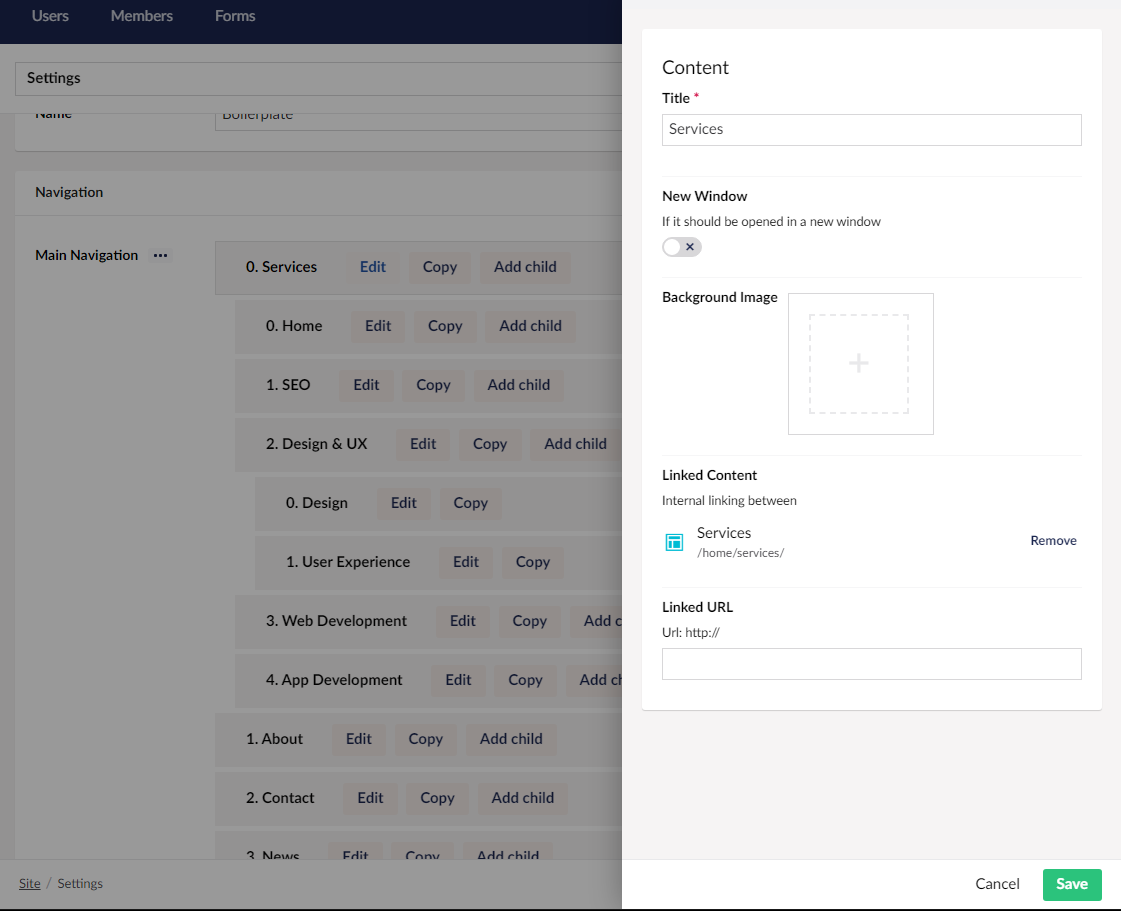 Users Members Forms
Settings
Name Boilerplate
Navigation
Main Navigation
0. Services Edit Copy Add child
0. Home Edit Copy Add child
1. SEO Edit Copy Add child
2. Design & UX Edit Copy Add child
0. Design Edit Copy
1. User Experience Edit Copy
3. Web Development Edit Copy Add c
4. App Development Edit Copy Add ch
1. About Edit Copy Add child
2. Contact Edit Copy Add child
3. News Edit Copy Add child
Site / Settings
Content
Title *
Services
New Window
If it should be opened in a new window
Background Image
Linked Content
Internal linking between
Services
/home/services/
Remove
Linked URL
Url: http://
Cancel Save